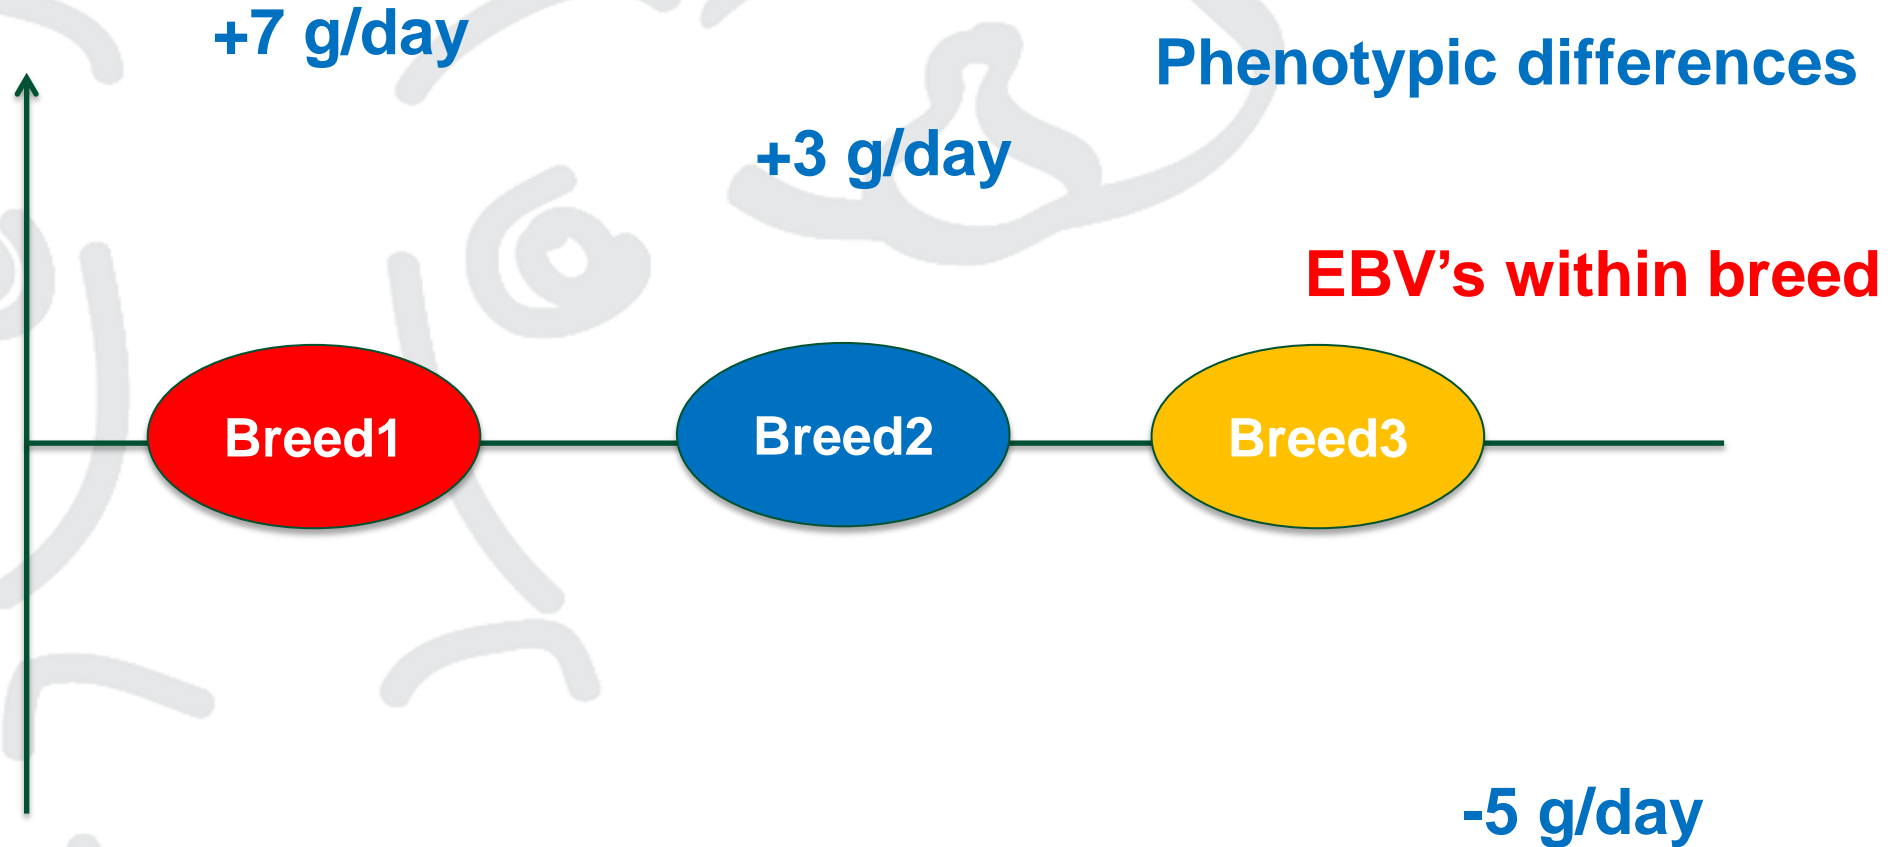 +7 g/day
Phenotypic differences
+3 g/day
EBV’s within breed
Breed1
Breed2
Breed3
-5 g/day